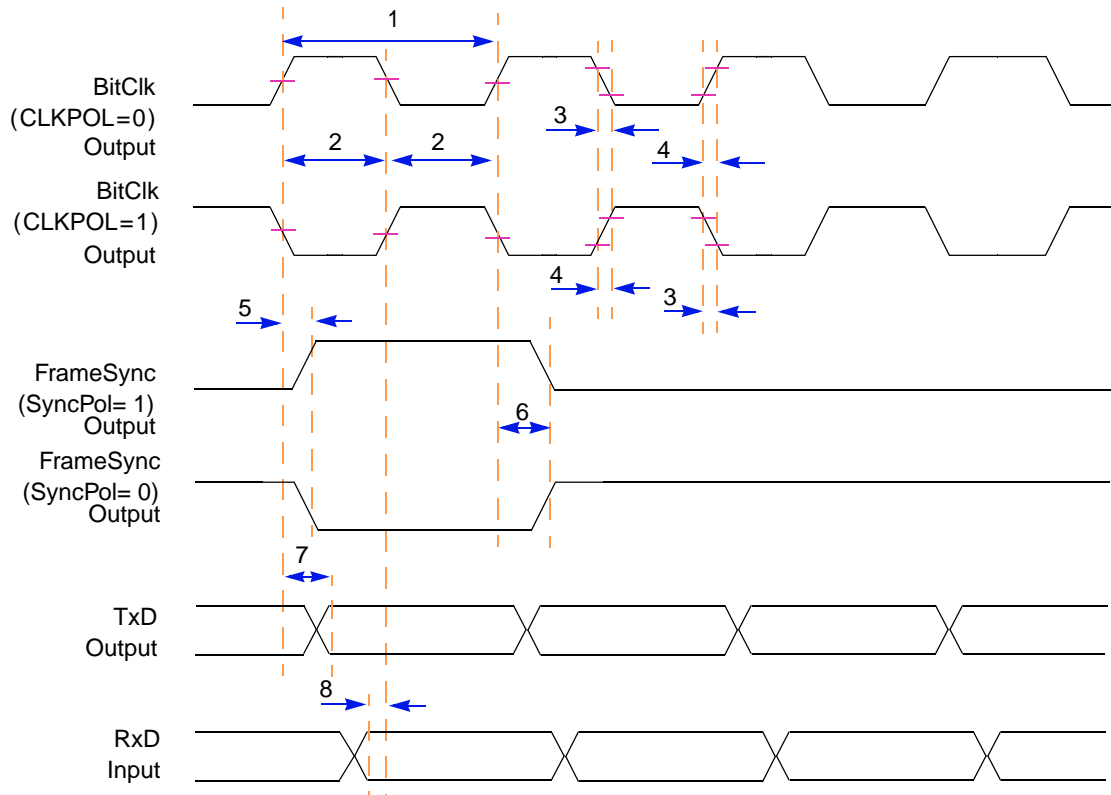 1
BitClk
(CLKPOL=0)
Output
3
2
2
4
BitClk
(CLKPOL=1)
Output
4
3
5
FrameSync
(SyncPol= 1)
Output
6
FrameSync
(SyncPol= 0)
Output
7
TxD
Output
8
RxD
Input